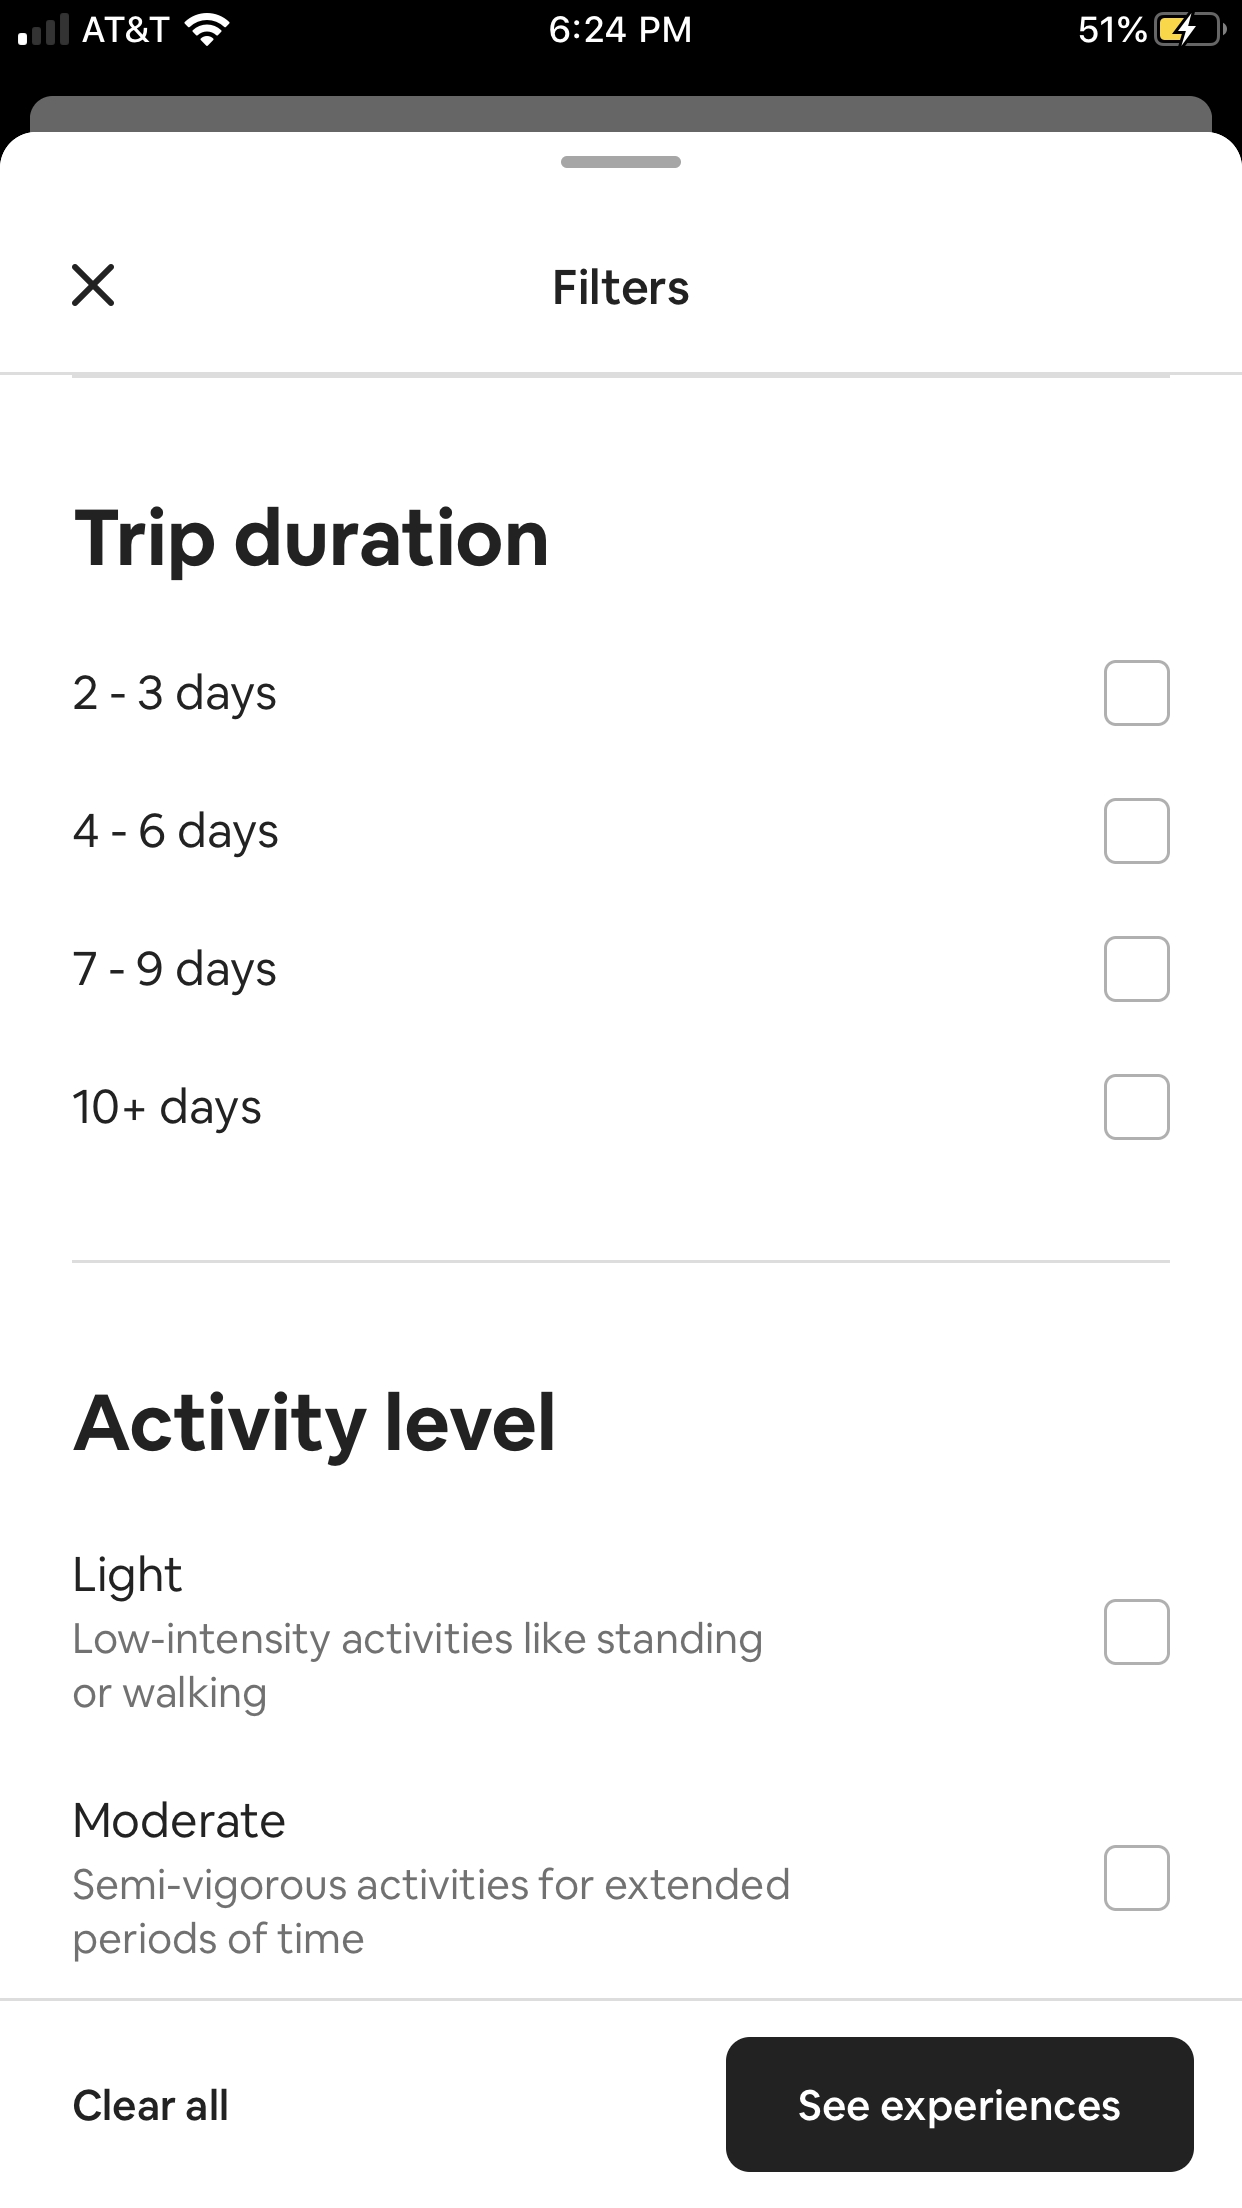 AT&T 6:24 PM 51%
Filters
Trip duration
2 - 3 days
4 - 6 days
7 - 9 days
10+ days
Activity level
Light
Low-intensity activities like standing
or walking
Moderate
Semi-vigorous activities for extended
periods of time
Clear all See experiences